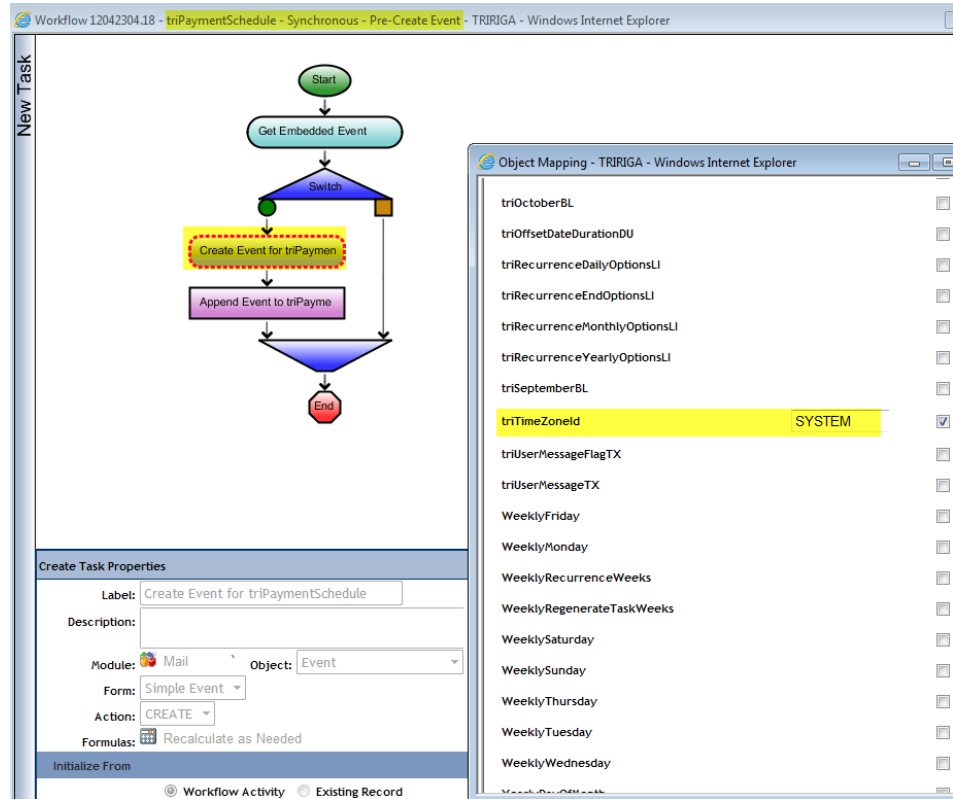 Workflow 12042304.18 - triPaymentSchedule - Synchronous - Pre-Create Event - TRIRIGA - Windows Internet Explorer
New Task
Start
Get Embedded Event
Switch
Create Event for triPaymen
Append Event to triPayme
End
Object Mapping - TRIRIGA - Windows Internet Explorer
triOctoberBL
triOffsetDateDurationDU
triRecurrenceDailyOptionsLI
triRecurrenceEndOptionsLI
triRecurrenceMonthlyOptionsLI
triRecurrenceYearlyOptionsLI
triSeptemberBL
triTimeZoneId SYSTEM
triUserMessageFlagTX
triUserMessageTX
WeeklyFriday
WeeklyMonday
WeeklyRecurrenceWeeks
WeeklyRegenerateTaskWeeks
WeeklySaturday
WeeklySunday
WeeklyThursday
WeeklyTuesday
WeeklyWednesday
YearlyDayOfMonth
Create Task Properties
Label: Create Event for triPaymentSchedule
Description:
Module: Mail Object: Event
Form: Simple Event
Action: CREATE
Formulas: Recalculate as Needed
Initialize From
Workflow Activity Existing Record